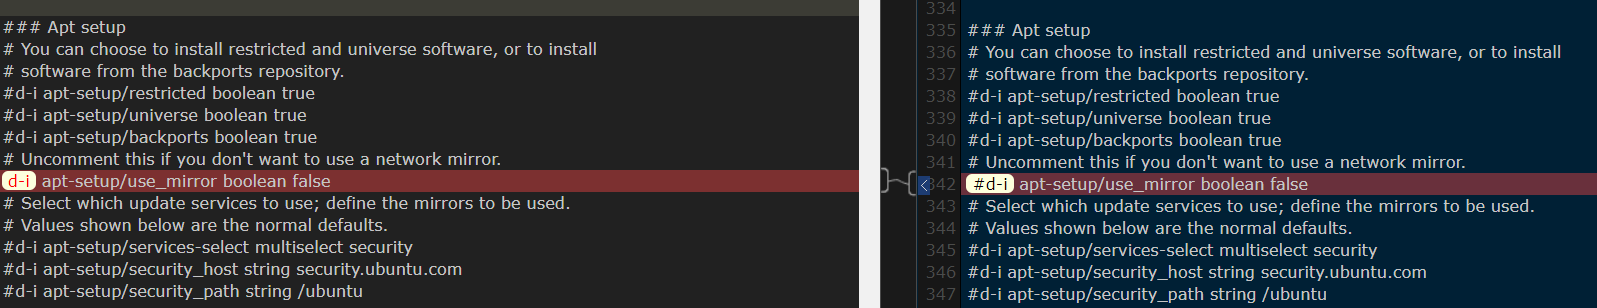 ### Apt setup
# You can choose to install restricted and universe software, or to install
# software from the backports repository.
#d-i apt-setup/restricted boolean true
#d-i apt-setup/universe boolean true
#d-i apt-setup/backports boolean true
# Uncomment this if you don't want to use a network mirror.
d-i apt-setup/use_mirror boolean false
# Select which update services to use; define the mirrors to be used.
# Values shown below are the normal defaults.
#d-i apt-setup/services-select multiselect security
#d-i apt-setup/security_host string security.ubuntu.com
#d-i apt-setup/security_path string /ubuntu
334
335 ### Apt setup
336 # You can choose to install restricted and universe software, or to install
337 # software from the backports repository.
338 #d-i apt-setup/restricted boolean true
339 #d-i apt-setup/universe boolean true
340 #d-i apt-setup/backports boolean true
341 # Uncomment this if you don't want to use a network mirror.
342 #d-i apt-setup/use_mirror boolean false
343 # Select which update services to use; define the mirrors to be used.
344 # Values shown below are the normal defaults.
345 #d-i apt-setup/services-select multiselect security
346 #d-i apt-setup/security_host string security.ubuntu.com
347 #d-i apt-setup/security_path string /ubuntu